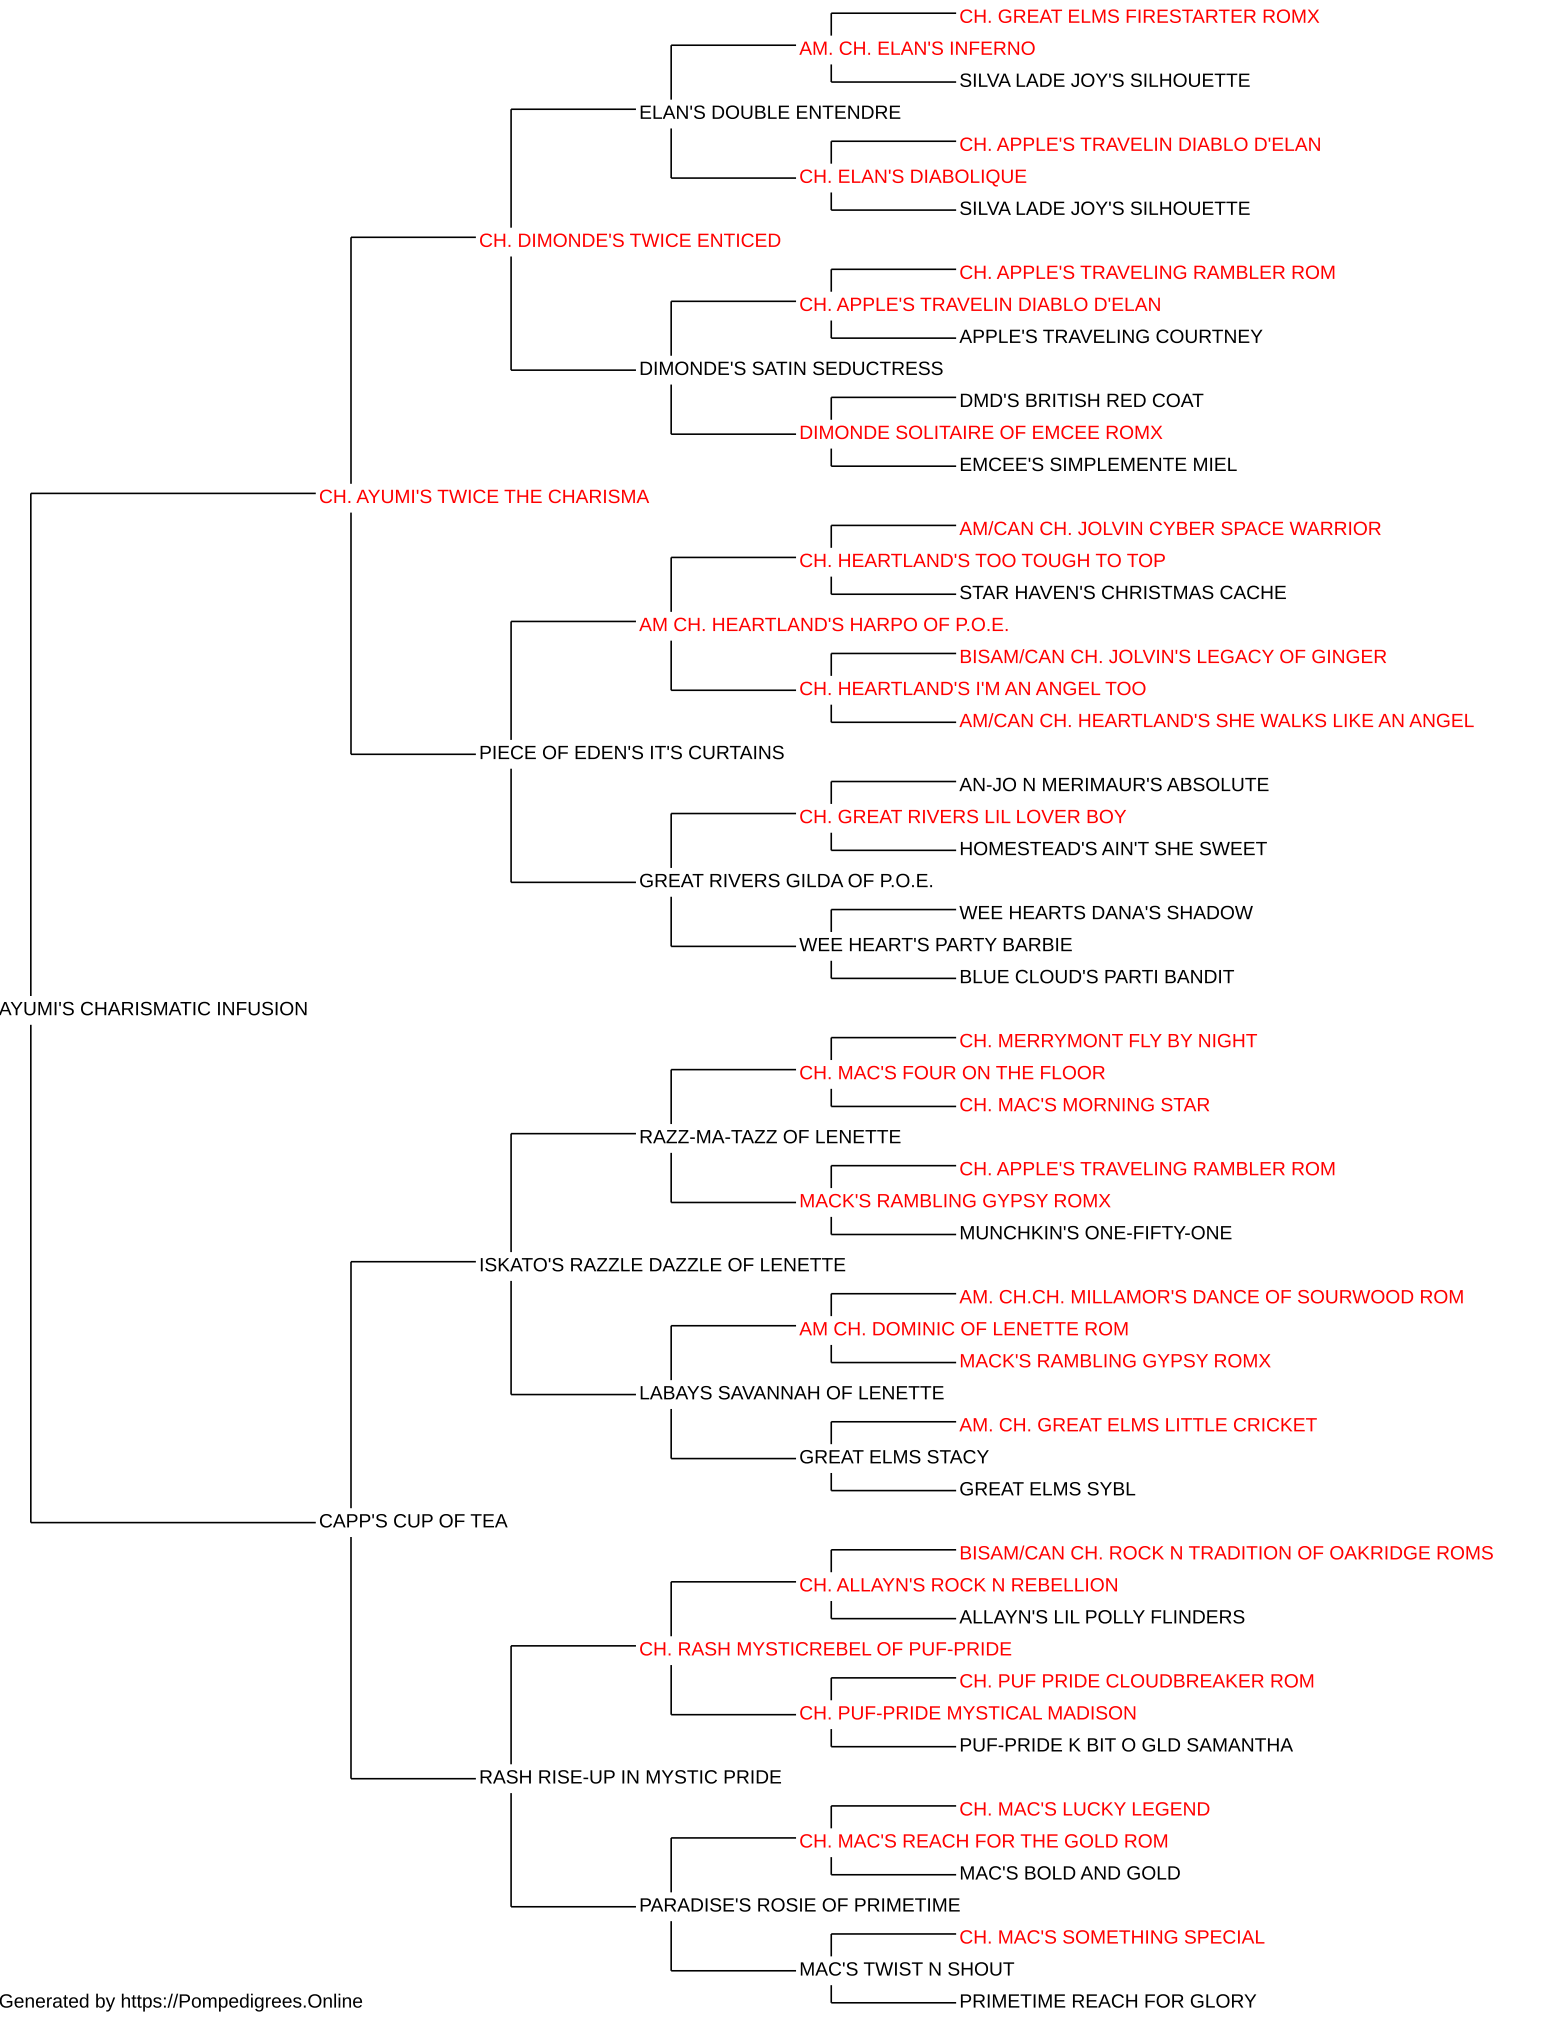 CH. GREAT ELMS FIRESTARTER ROMX
AM. CH. ELAN'S INFERNO
SILVA LADE JOY'S SILHOUETTE
ELAN'S DOUBLE ENTENDRE
CH. APPLE'S TRAVELIN DIABLO D'ELAN
CH. ELAN'S DIABOLIQUE
SILVA LADE JOY'S SILHOUETTE
CH. DIMONDE'S TWICE ENTICED
CH. APPLE'S TRAVELING RAMBLER ROM
CH. APPLE'S TRAVELIN DIABLO D'ELAN
APPLE'S TRAVELING COURTNEY
DIMONDE'S SATIN SEDUCTRESS
DMD'S BRITISH RED COAT
DIMONDE SOLITAIRE OF EMCEE ROMX
EMCEE'S SIMPLEMENTE MIEL
CH. AYUMI'S TWICE THE CHARISMA
AM/CAN CH. JOLVIN CYBER SPACE WARRIOR
CH. HEARTLAND'S TOO TOUGH TO TOP
STAR HAVEN'S CHRISTMAS CACHE
AM CH. HEARTLAND'S HARPO OF P.O.E.
BISAM/CAN CH. JOLVIN'S LEGACY OF GINGER
CH. HEARTLAND'S I'M AN ANGEL TOO
AM/CAN CH. HEARTLAND'S SHE WALKS LIKE AN ANGEL
PIECE OF EDEN'S IT'S CURTAINS
AN-JO N MERIMAUR'S ABSOLUTE
CH. GREAT RIVERS LIL LOVER BOY
HOMESTEAD'S AIN'T SHE SWEET
GREAT RIVERS GILDA OF P.O.E.
WEE HEARTS DANA'S SHADOW
WEE HEART'S PARTY BARBIE
BLUE CLOUD'S PARTI BANDIT
AYUMI'S CHARISMATIC INFUSION
CH. MERRYMONT FLY BY NIGHT
CH. MAC'S FOUR ON THE FLOOR
CH. MAC'S MORNING STAR
RAZZ-MA-TAZZ OF LENETTE
CH. APPLE'S TRAVELING RAMBLER ROM
MACK'S RAMBLING GYPSY ROMX
MUNCHKIN'S ONE-FIFTY-ONE
ISKATO'S RAZZLE DAZZLE OF LENETTE
AM. CH.CH. MILLAMOR'S DANCE OF SOURWOOD ROM
AM CH. DOMINIC OF LENETTE ROM
MACK'S RAMBLING GYPSY ROMX
LABAYS SAVANNAH OF LENETTE
AM. CH. GREAT ELMS LITTLE CRICKET
GREAT ELMS STACY
GREAT ELMS SYBL
CAPP'S CUP OF TEA
BISAM/CAN CH. ROCK N TRADITION OF OAKRIDGE ROMS
CH. ALLAYN'S ROCK N REBELLION
ALLAYN'S LIL POLLY FLINDERS
CH. RASH MYSTICREBEL OF PUF-PRIDE
CH. PUF PRIDE CLOUDBREAKER ROM
CH. PUF-PRIDE MYSTICAL MADISON
PUF-PRIDE K BIT O GLD SAMANTHA
RASH RISE-UP IN MYSTIC PRIDE
CH. MAC'S LUCKY LEGEND
CH. MAC'S REACH FOR THE GOLD ROM
MAC'S BOLD AND GOLD
PARADISE'S ROSIE OF PRIMETIME
CH. MAC'S SOMETHING SPECIAL
MAC'S TWIST N SHOUT
PRIMETIME REACH FOR GLORY
Generated by https://Pompedigrees.Online